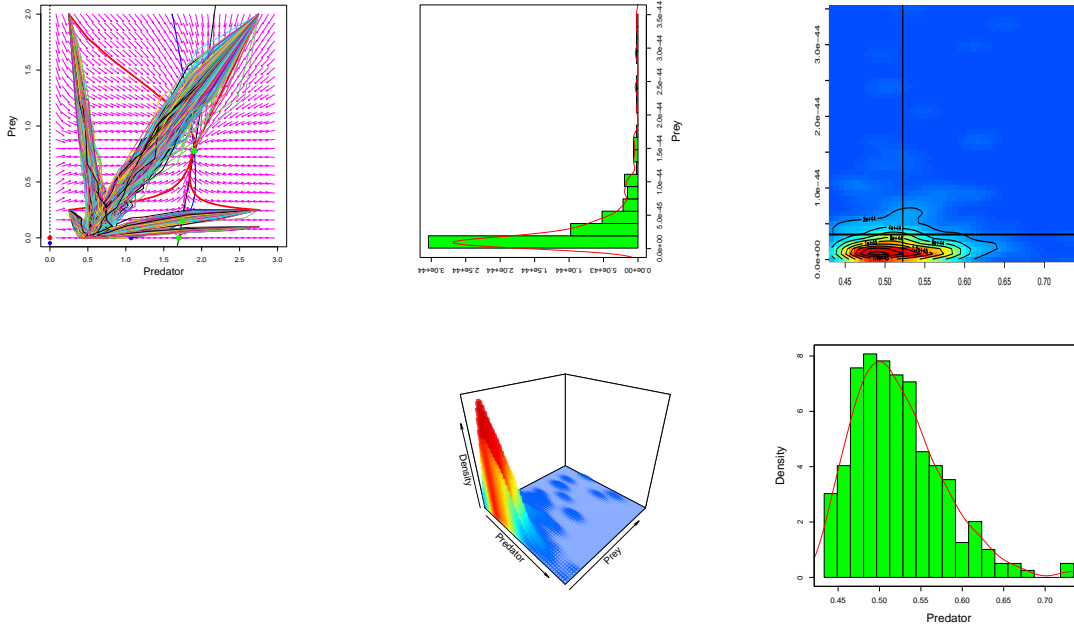 2.0
1.5
1.0
0.5
0.0
Prey
0.0 0.5 1.0 1.5 2.0 2.5 3.0
Predator
3.0e+44 2.5e+44 2.0e+44 1.5e+44 1.0e+44 5.0e+43 0.0e+00
0.0e+00 5.0e-45 1.0e-44 1.5e-44 2.0e-44 2.5e-44 3.0e-44 3.5e-44
Prey
3.0e-44
2.0e-44
1.0e-44
0.0e+00
0.45 0.50 0.55 0.60 0.65 0.70
Density
Predator
Prey
8
6
4
2
0
Density
0.45 0.50 0.55 0.60 0.65 0.70
Predator